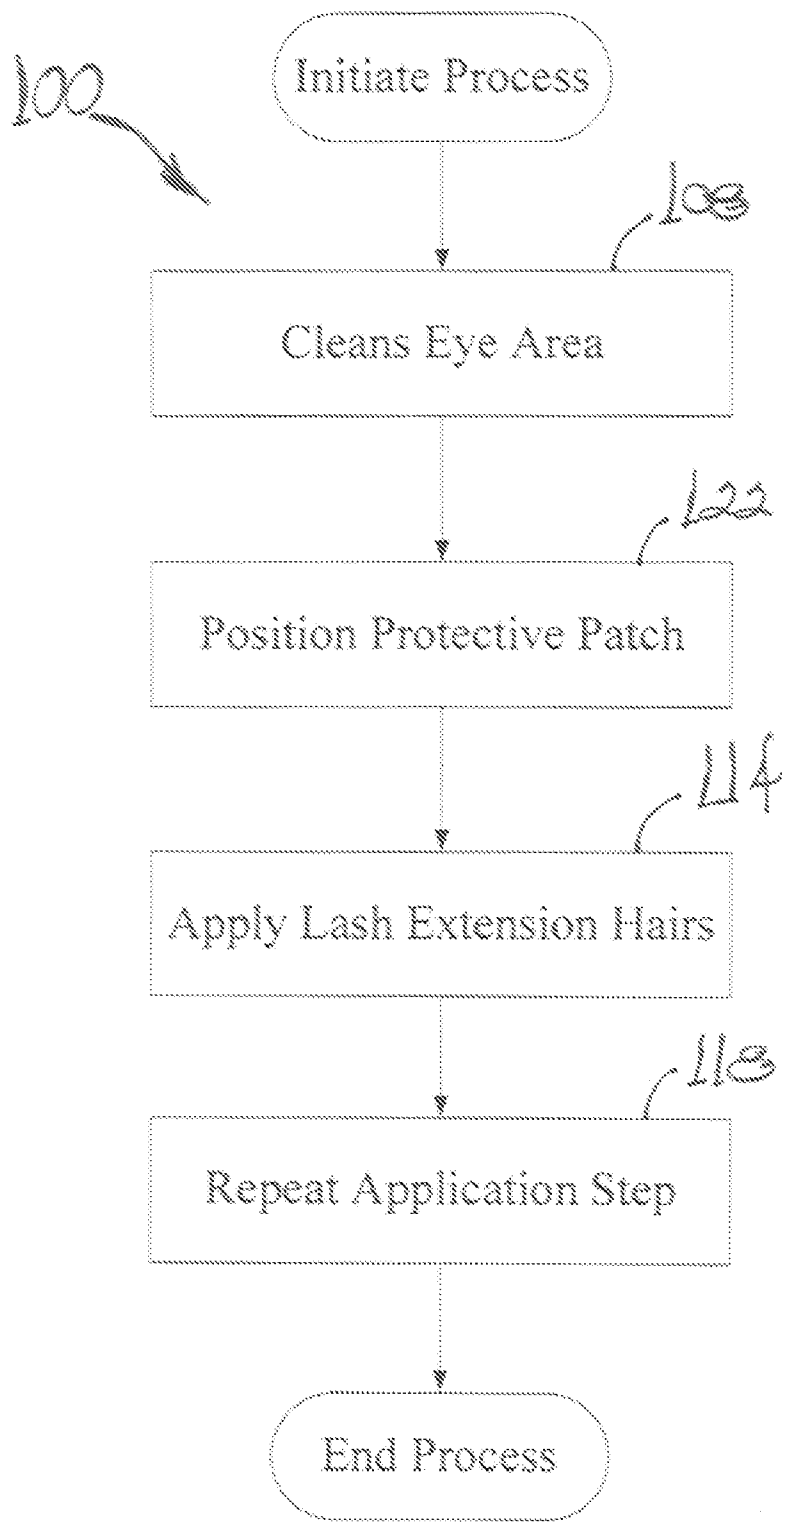 Initiate Process
100
108
Cleans Eye Area
122
Position Protective Patch
114
Apply Lash Extension Hairs
118
Repeat Application Step
End Process